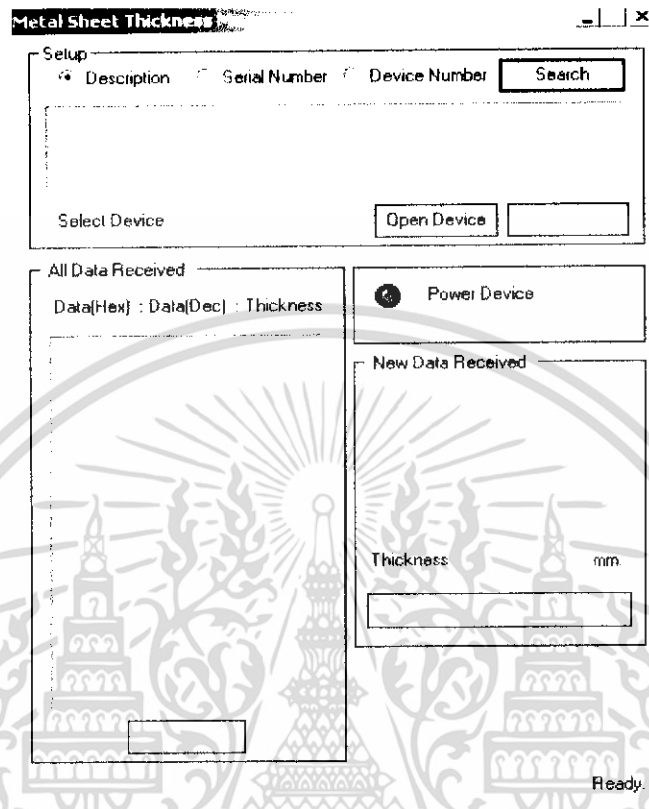 Metal Sheet Thickness
Setup
Description Serial Number Device Number Search
Select Device Open Device
All Data Received
Data(Hex) : Data(Dec) : Thickness
Power Device
New Data Received
Thickness mm.
Ready.